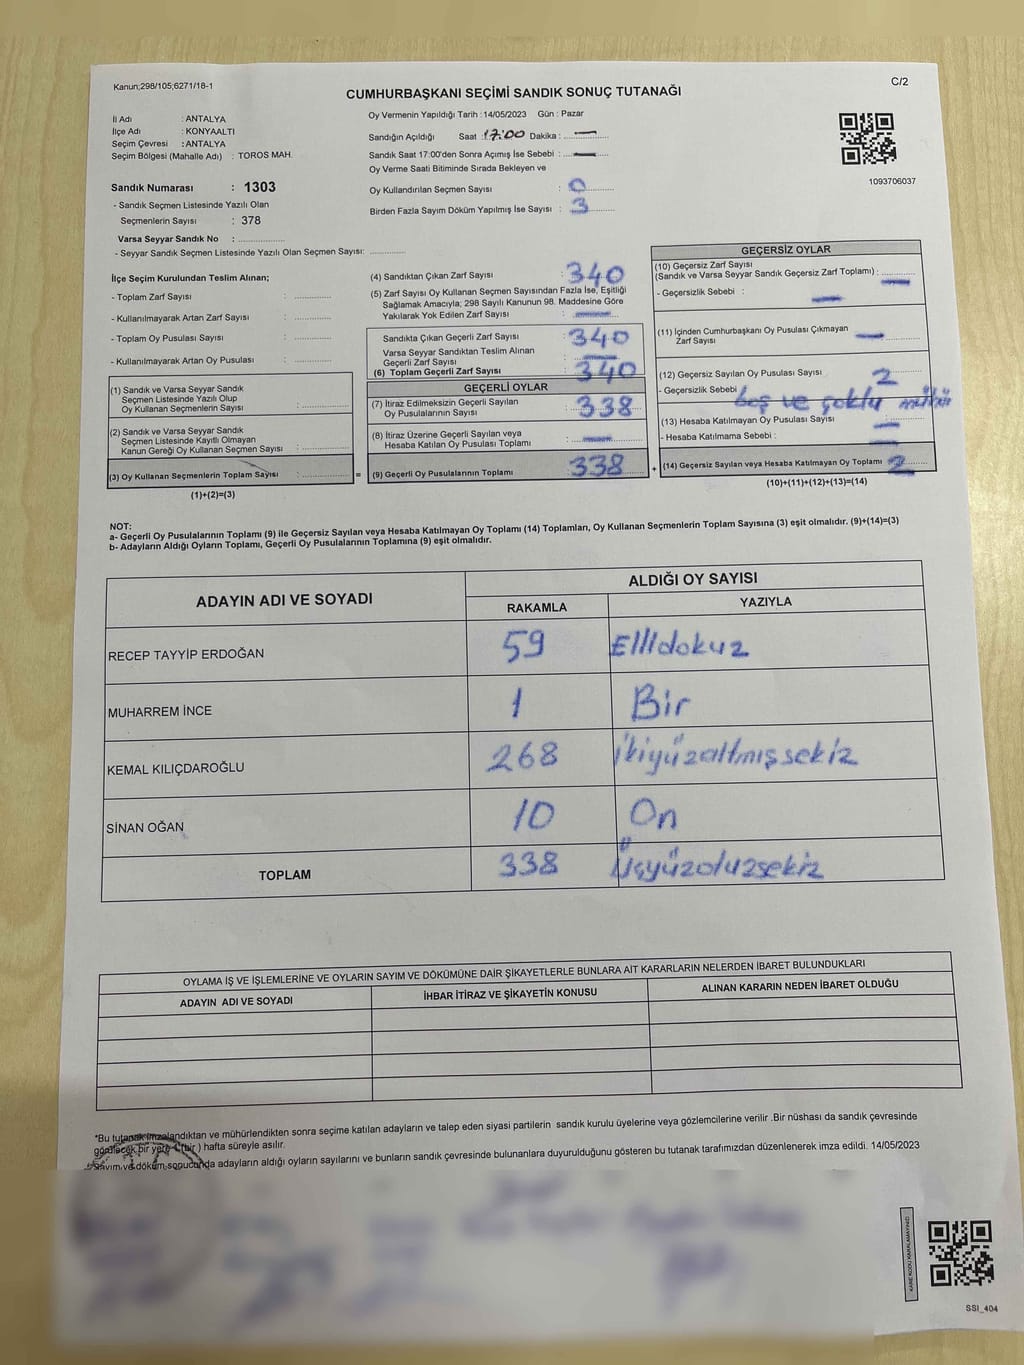 Kanun;298/105;6271/18-1
C/2
CUMHURBAŞKANI SEÇİMİ SANDIK SONUÇ TUTANAĞI
İl Adı : ANTALYA
İlçe Adı : KONYAALTI
Seçim Çevresi : ANTALYA
Seçim Bölgesi (Mahalle Adı) : TOROS MAH.
Sandık Numarası : 1303
- Sandık Seçmen Listesinde Yazılı Olan
Seçmenlerin Sayısı : 378
Varsa Seyyar Sandık No : ..............
- Seyyar Sandık Seçmen Listesinde Yazılı Olan Seçmen Sayısı: ............
Oy Vermenin Yapıldığı Tarih : 14/05/2023 Gün : Pazar
Sandığın Açıldığı Saat : 17:00 Dakika : —
Sandık Saat 17:00'den Sonra Açımış İse Sebebi : —
Oy Verme Saati Bitiminde Sırada Bekleyen ve
Oy Kullandırılan Seçmen Sayısı : 0
Birden Fazla Sayım Döküm Yapılmış İse Sayısı : 3
1093706037
İlçe Seçim Kurulundan Teslim Alınan;
- Toplam Zarf Sayısı : ............
- Kullanılmayarak Artan Zarf Sayısı : ............
- Toplam Oy Pusulası Sayısı : ............
- Kullanılmayarak Artan Oy Pusulası : ............
(1) Sandık ve Varsa Seyyar Sandık
Seçmen Listesinde Yazılı Olup
Oy Kullanan Seçmenlerin Sayısı : ............
(2) Sandık ve Varsa Seyyar Sandık
Seçmen Listesinde Kayıtlı Olmayan
Kanun Gereği Oy Kullanan Seçmen Sayısı : ............
(3) Oy Kullanan Seçmenlerin Toplam Sayısı : ............ =
(1)+(2)=(3)
(4) Sandıktan Çıkan Zarf Sayısı : 340
(5) Zarf Sayısı Oy Kullanan Seçmen Sayısından Fazla İse, Eşitliği
Sağlamak Amacıyla; 298 Sayılı Kanunun 98. Maddesine Göre
Yakılarak Yok Edilen Zarf Sayısı : —
Sandıkta Çıkan Geçerli Zarf Sayısı : 340
Varsa Seyyar Sandıktan Teslim Alınan
Geçerli Zarf Sayısı : —
(6) Toplam Geçerli Zarf Sayısı : 340
GEÇERLİ OYLAR
(7) İtiraz Edilmeksizin Geçerli Sayılan
Oy Pusulalarının Sayısı : 338
(8) İtiraz Üzerine Geçerli Sayılan veya
Hesaba Katılan Oy Pusulası Toplamı : —
(9) Geçerli Oy Pusulalarının Toplamı : 338 +
GEÇERSİZ OYLAR
(10) Geçersiz Zarf Sayısı
(Sandık ve Varsa Seyyar Sandık Geçersiz Zarf Toplamı) : —
- Geçersizlik Sebebi : —
(11) İçinden Cumhurbaşkanı Oy Pusulası Çıkmayan
Zarf Sayısı : —
(12) Geçersiz Sayılan Oy Pusulası Sayısı : 2
- Geçersizlik Sebebi : boş ve çoklu mühür
(13) Hesaba Katılmayan Oy Pusulası Sayısı : —
- Hesaba Katılmama Sebebi : —
(14) Geçersiz Sayılan veya Hesaba Katılmayan Oy Toplamı : 2
(10)+(11)+(12)+(13)=(14)
NOT:
a- Geçerli Oy Pusulalarının Toplamı (9) ile Geçersiz Sayılan veya Hesaba Katılmayan Oy Toplamı (14) Toplamları, Oy Kullanan Seçmenlerin Toplam Sayısına (3) eşit olmalıdır. (9)+(14)=(3)
b- Adayların Aldığı Oyların Toplamı, Geçerli Oy Pusulalarının Toplamına (9) eşit olmalıdır.
ADAYIN ADI VE SOYADI
ALDIĞI OY SAYISI
RAKAMLA YAZIYLA
RECEP TAYYİP ERDOĞAN 59 Ellidokuz
MUHARREM İNCE 1 Bir
KEMAL KILIÇDAROĞLU 268 İkiyüzaltmışsekiz
SİNAN OĞAN 10 On
TOPLAM 338 Üçyüzotuzsekiz
OYLAMA İŞ VE İŞLEMLERİNE VE OYLARIN SAYIM VE DÖKÜMÜNE DAİR ŞİKAYETLERLE BUNLARA AİT KARARLARIN NELERDEN İBARET BULUNDUKLARI
ADAYIN ADI VE SOYADI İHBAR İTİRAZ VE ŞİKAYETİN KONUSU ALINAN KARARIN NEDEN İBARET OLDUĞU
*Bu tutanak imzalandıktan ve mühürlendikten sonra seçime katılan adayların ve talep eden siyasi partilerin sandık kurulu üyelerine veya gözlemcilerine verilir .Bir nüshası da sandık çevresinde
görülecek bir yere 1 (bir ) hafta süreyle asılır.
Sayım ve döküm sonucunda adayların aldığı oyların sayılarını ve bunların sandık çevresinde bulunanlara duyurulduğunu gösteren bu tutanak tarafımızdan düzenlenerek imza edildi. 14/05/2023
SSI_404